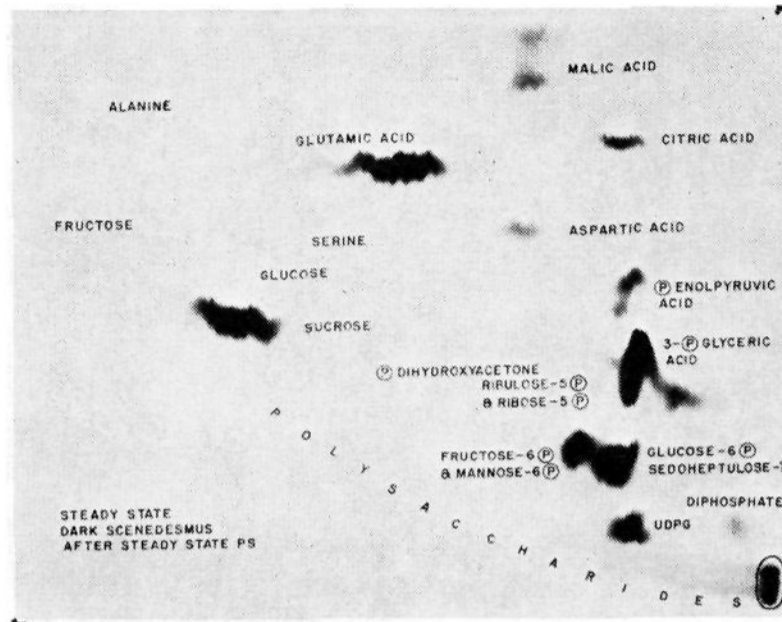 MALIC ACID
ALANINE
GLUTAMIC ACID
CITRIC ACID
FRUCTOSE
SERINE
ASPARTIC ACID
GLUCOSE
Ⓟ ENOLPYRUVIC
ACID
SUCROSE
3-Ⓟ GLYCERIC
ACID
Ⓟ DIHYDROXYACETONE
RIBULOSE-5 Ⓟ
& RIBOSE-5 Ⓟ
POLYSACCHARIDES
FRUCTOSE-6 Ⓟ
& MANNOSE-6 Ⓟ
GLUCOSE-6 Ⓟ
SEDOHEPTULOSE-7
DIPHOSPHATE
UDPG
STEADY STATE
DARK SCENEDESMUS
AFTER STEADY STATE PS